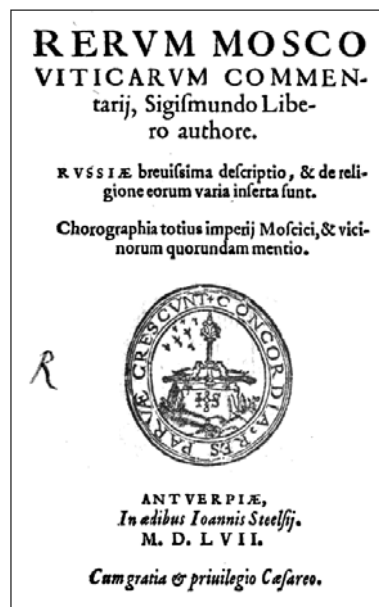 RERVM MOSCO
VITICARVM COMMEN-
tarij, Sigiſmundo Libe-
ro authore.
RVSSIÆ breuiſsima deſcriptio, & de reli-
gione eorum varia inſerta ſunt.
Chorographia totius imperij Moſcici, & vici-
norum quorundam mentio.
CONCORDIA RES PARVÆ CRESCVNT
R
ANTVERPIÆ,
In ædibus Ioannis Steelſij.
M. D. LVII.
Cum gratia & priuilegio Cæſareo.